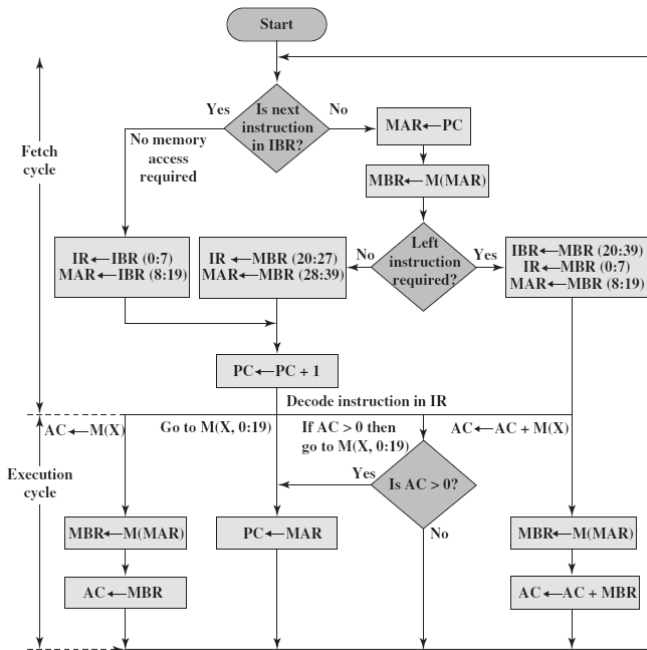 Start
Yes
Is next
instruction
in IBR?
No
MAR←PC
No memory
access
required
Fetch
cycle
MBR←M(MAR)
IR←IBR (0:7)
MAR←IBR (8:19)
IR ←MBR (20:27)
MAR←MBR (28:39)
No
Left
instruction
required?
Yes
IBR←MBR (20:39)
IR←MBR (0:7)
MAR←MBR (8:19)
PC←PC + 1
Decode instruction in IR
AC←M(X)
Go to M(X, 0:19)
If AC > 0 then
go to M(X, 0:19)
AC←AC + M(X)
Execution
cycle
Yes
Is AC > 0?
No
MBR←M(MAR)
PC←MAR
MBR←M(MAR)
AC←MBR
AC←AC + MBR